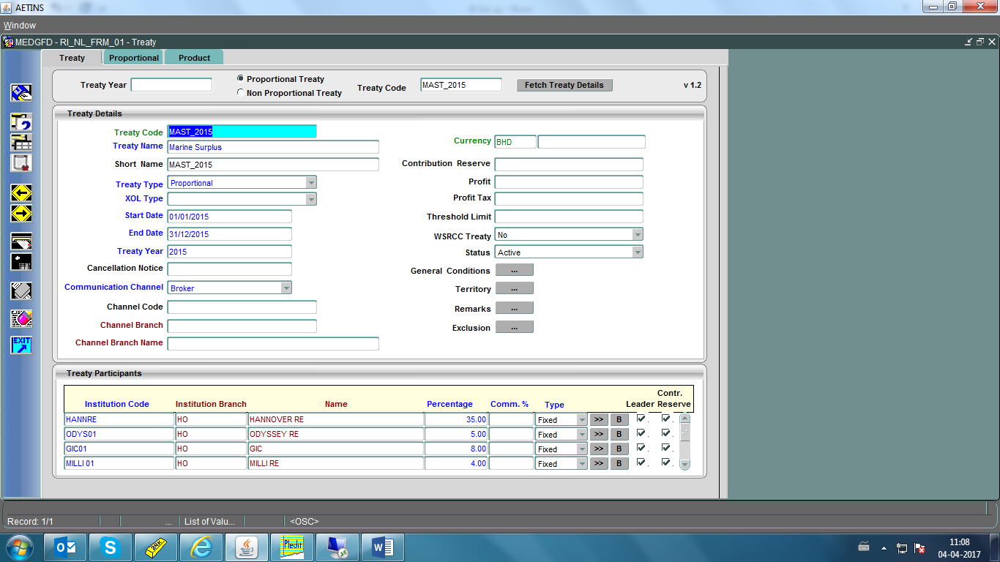 AETINS
Window
MEDGFD - RI_NL_FRM_01 - Treaty
Treaty Proportional Product
Treaty Year Proportional Treaty Non Proportional Treaty Treaty Code MAST_2015 Fetch Treaty Details v 1.2
Treaty Details
Treaty Code MAST_2015
Treaty Name Marine Surplus
Short Name MAST_2015
Treaty Type Proportional
XOL Type
Start Date 01/01/2015
End Date 31/12/2015
Treaty Year 2015
Cancellation Notice
Communication Channel Broker
Channel Code
Channel Branch
Channel Branch Name
Currency BHD
Contribution Reserve
Profit
Profit Tax
Threshold Limit
WSRCC Treaty No
Status Active
General Conditions ...
Territory ...
Remarks ...
Exclusion ...
Treaty Participants
Institution Code Institution Branch Name Percentage Comm. % Type Leader Contr. Reserve
HANNRE HO HANNOVER RE 35.00 Fixed >> B .  .
ODYS01 HO ODYSSEY RE 5.00 Fixed >> B .  .
GIC01 HO GIC 8.00 Fixed >> B .  .
MILLI 01 HO MILLI RE 4.00 Fixed >> B .  .
EXIT
Record: 1/1 ... List of Valu... <OSC>
O S 24K e Pledit W
11:08
04-04-2017